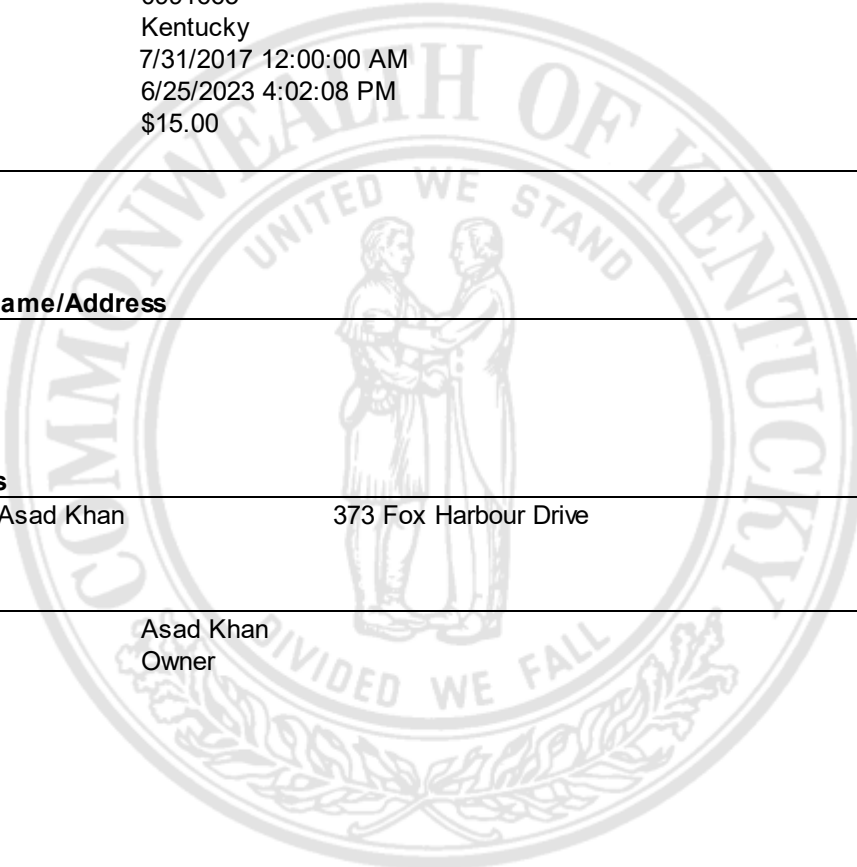 Kentucky
7/31/2017 12:00:00 AM
6/25/2023 4:02:08 PM
$15.00
ame/Address
s
Asad Khan 373 Fox Harbour Drive
Asad Khan
Owner
COMMONWEALTH OF KENTUCKY
UNITED WE STAND
DIVIDED WE FALL